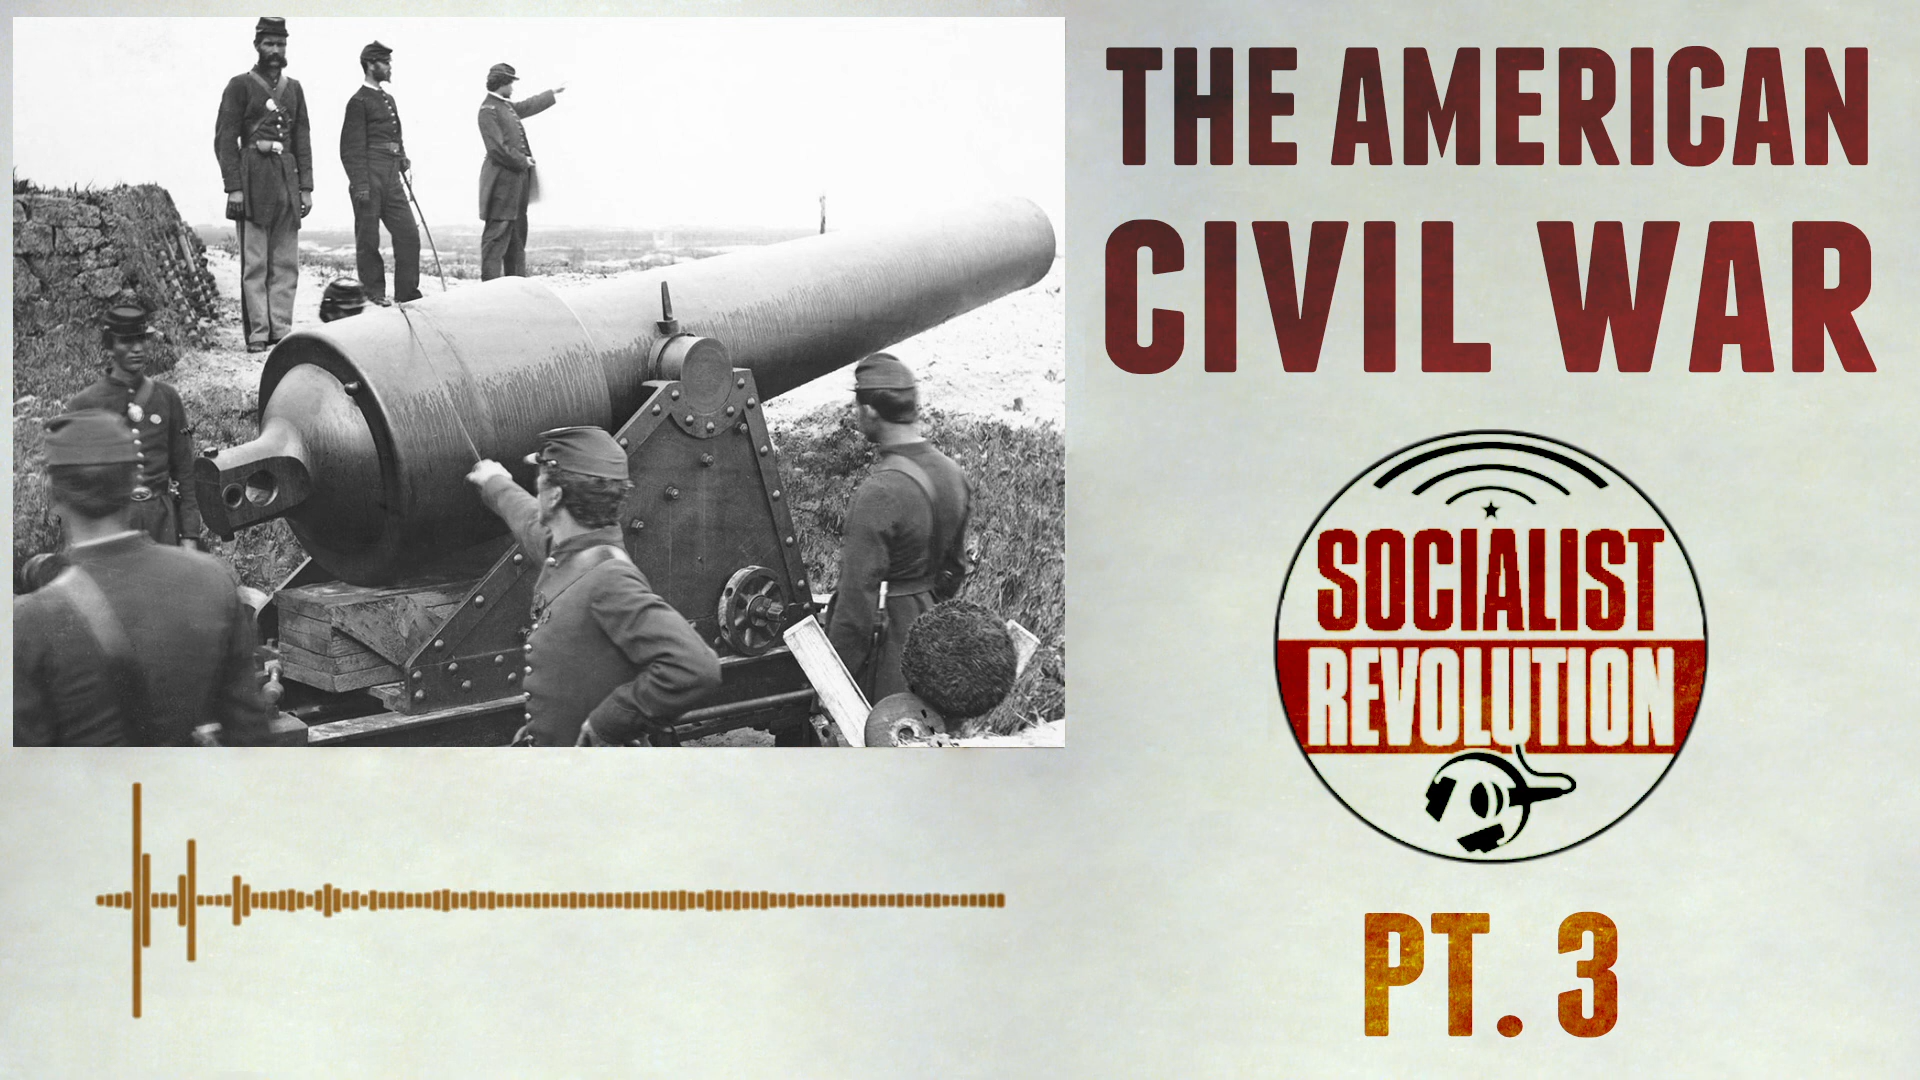 THE AMERICAN
CIVIL WAR
SOCIALIST
REVOLUTION
PT. 3